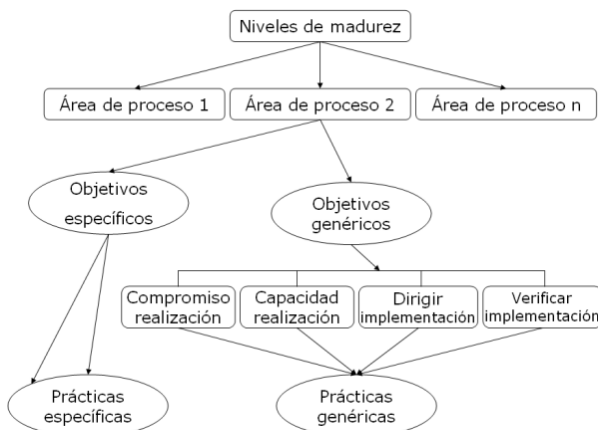 Niveles de madurez
Área de proceso 1
Área de proceso 2
Área de proceso n
Objetivos
específicos
Objetivos
genéricos
Compromiso
realización
Capacidad
realización
Dirigir
implementación
Verificar
implementación
Prácticas
específicas
Prácticas
genéricas